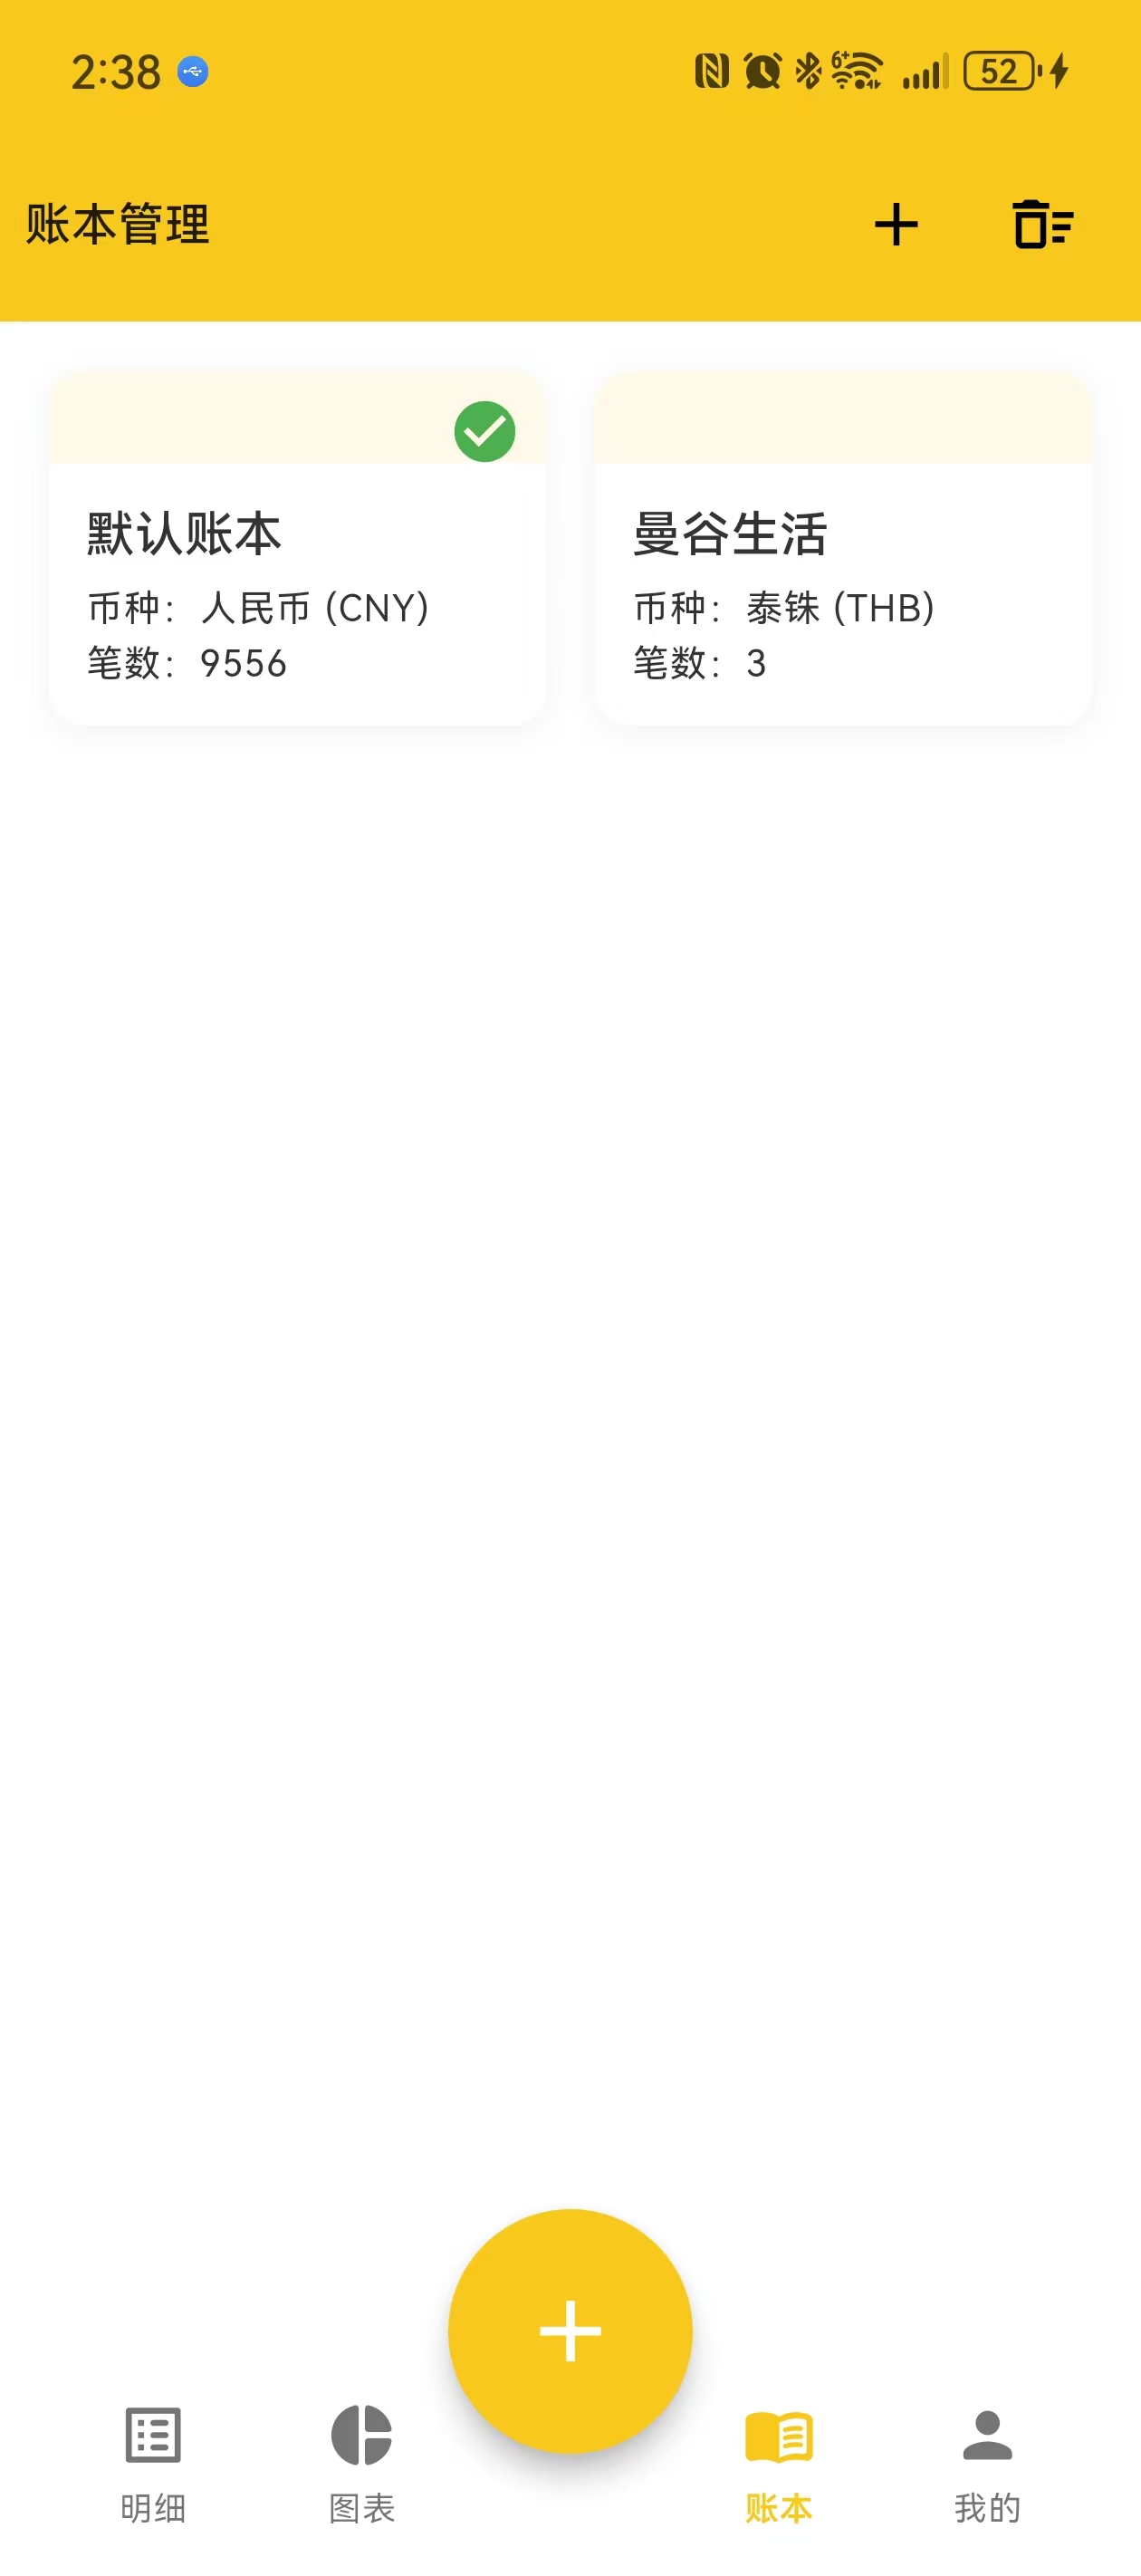 2:38
6+
52
账本管理
默认账本
币种：人民币 (CNY)
笔数：9556
曼谷生活
币种：泰铢 (THB)
笔数：3
明细
图表
账本
我的